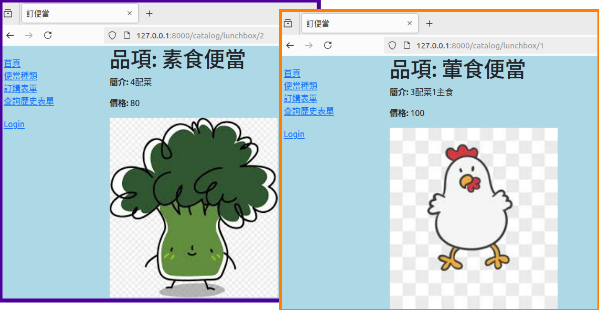 訂便當
127.0.0.1:8000/catalog/lunchbox/2
首頁
便當種類
訂購表單
查詢歷史表單
Login
品項: 素食便當
簡介: 4配菜
價格: 80
訂便當
127.0.0.1:8000/catalog/lunchbox/1
首頁
便當種類
訂購表單
查詢歷史表單
Login
品項: 葷食便當
簡介: 3配菜1主食
價格: 100